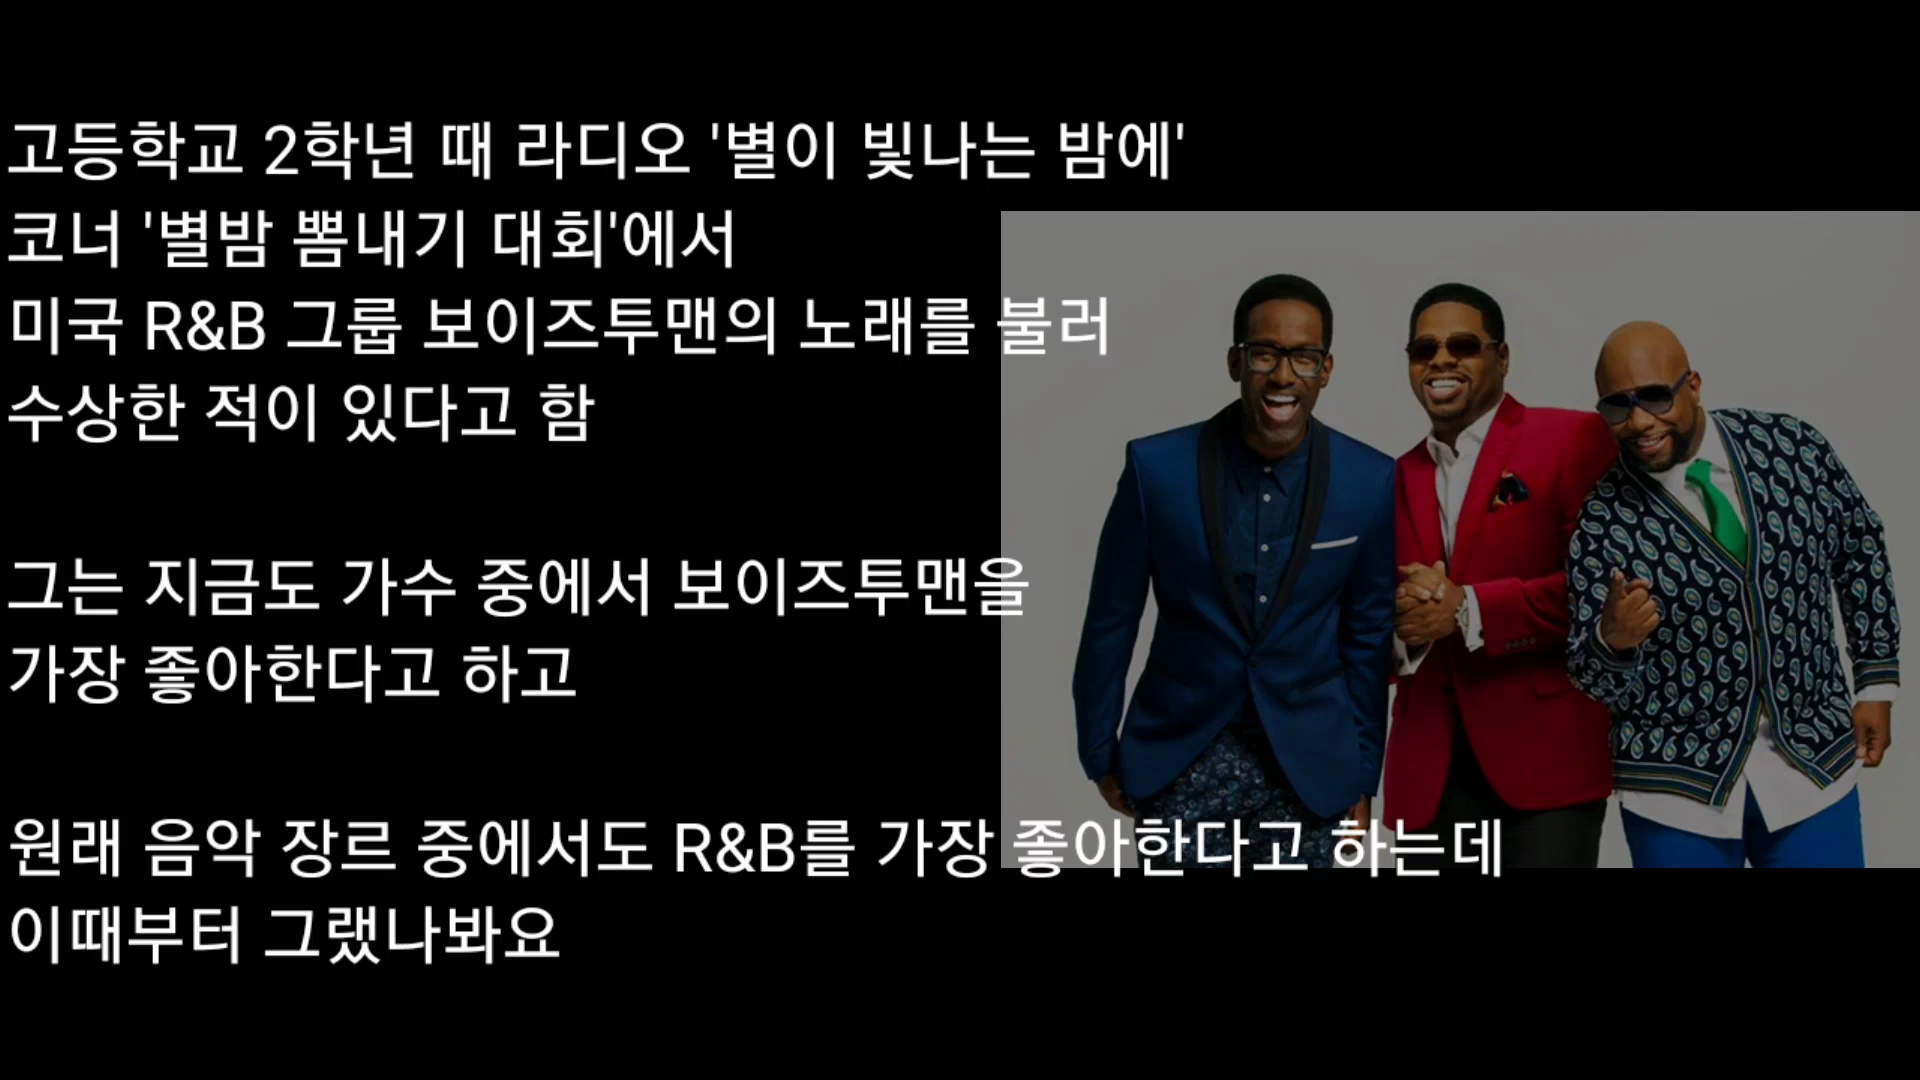 고등학교 2학년 때 라디오 '별이 빛나는 밤에'
코너 '별밤 뽐내기 대회'에서
미국 R&B 그룹 보이즈투맨의 노래를 불러
수상한 적이 있다고 함
그는 지금도 가수 중에서 보이즈투맨을
가장 좋아한다고 하고
원래 음악 장르 중에서도 R&B를 가장 좋아한다고 하는데
이때부터 그랬나봐요